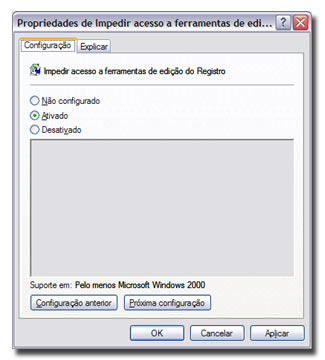 Propriedades de Impedir acesso a ferramentas de edi...
Configuração
Explicar
Impedir acesso a ferramentas de edição do Registro
Não configurado
Ativado
Desativado
Suporte em: Pelo menos Microsoft Windows 2000
Configuração anterior
Próxima configuração
OK
Cancelar
Aplicar